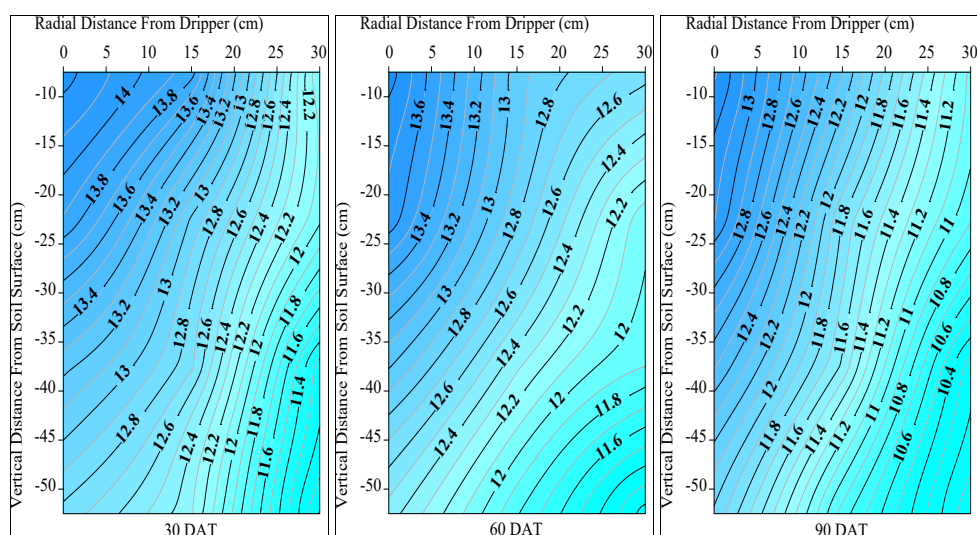 Radial Distance From Dripper (cm)
0 5 10 15 20 25 30
Vertical Distance From Soil Surface (cm)
-10
-15
-20
-25
-30
-35
-40
-45
-50
14 13.8 13.6 13.4 13.2 13 12.8 12.6 12.4 12.2
13.8 13.6 13.4 13.2 13 12.8 12.6 12.4 12.2 12
13.4 13.2 13 12.8 12.6 12.4 12.2 12 11.8 11.6
13 12.8 12.6 12.4 12.2 12 11.8 11.6 11.4
30 DAT
Radial Distance From Dripper (cm)
0 5 10 15 20 25 30
Vertical Distance From Soil Surface (cm)
-10
-15
-20
-25
-30
-35
-40
-45
-50
13.6 13.4 13.2 13 12.8 12.6
12.4
13.4 13.2 13 12.8 12.6 12.2
13 12.8 12.6 12.4 12.2 12
12.6 12.4 12.2 12 11.8
12.4 12 11.6
60 DAT
Radial Distance From Dripper (cm)
0 5 10 15 20 25 30
Vertical Distance From Soil Surface (cm)
-10
-15
-20
-25
-30
-35
-40
-45
-50
13 12.8 12.6 12.4 12.2 12 11.8 11.6 11.4 11.2
12.8 12.6 12.4 12.2 12 11.8 11.6 11.4 11.2 11
12.4 12.2 12 11.8 11.6 11.4 11.2 11 10.8 10.6
12 11.8 11.6 11.4 11.2 11 10.8 10.6 10.4
90 DAT